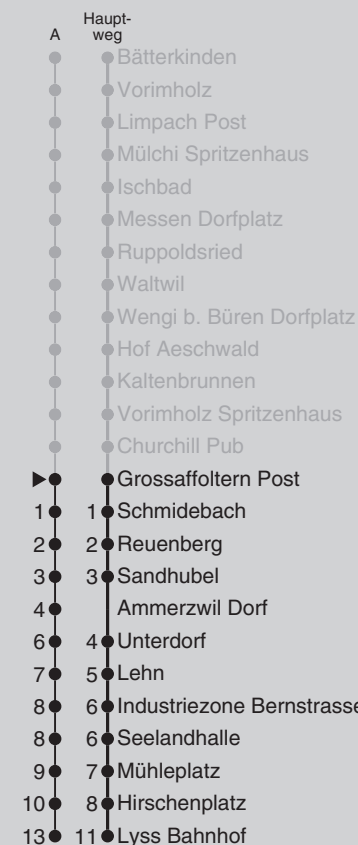 A Haupt-
weg
Bätterkinden
Vorimholz
Limpach Post
Mülchi Spritzenhaus
Ischbad
Messen Dorfplatz
Ruppoldsried
Waltwil
Wengi b. Büren Dorfplatz
Hof Aeschwald
Kaltenbrunnen
Vorimholz Spritzenhaus
Churchill Pub
Grossaffoltern Post
1 1 Schmidebach
2 2 Reuenberg
3 3 Sandhubel
4 Ammerzwil Dorf
6 4 Unterdorf
7 5 Lehn
8 6 Industriezone Bernstrasse
8 6 Seelandhalle
9 7 Mühleplatz
10 8 Hirschenplatz
13 11 Lyss Bahnhof